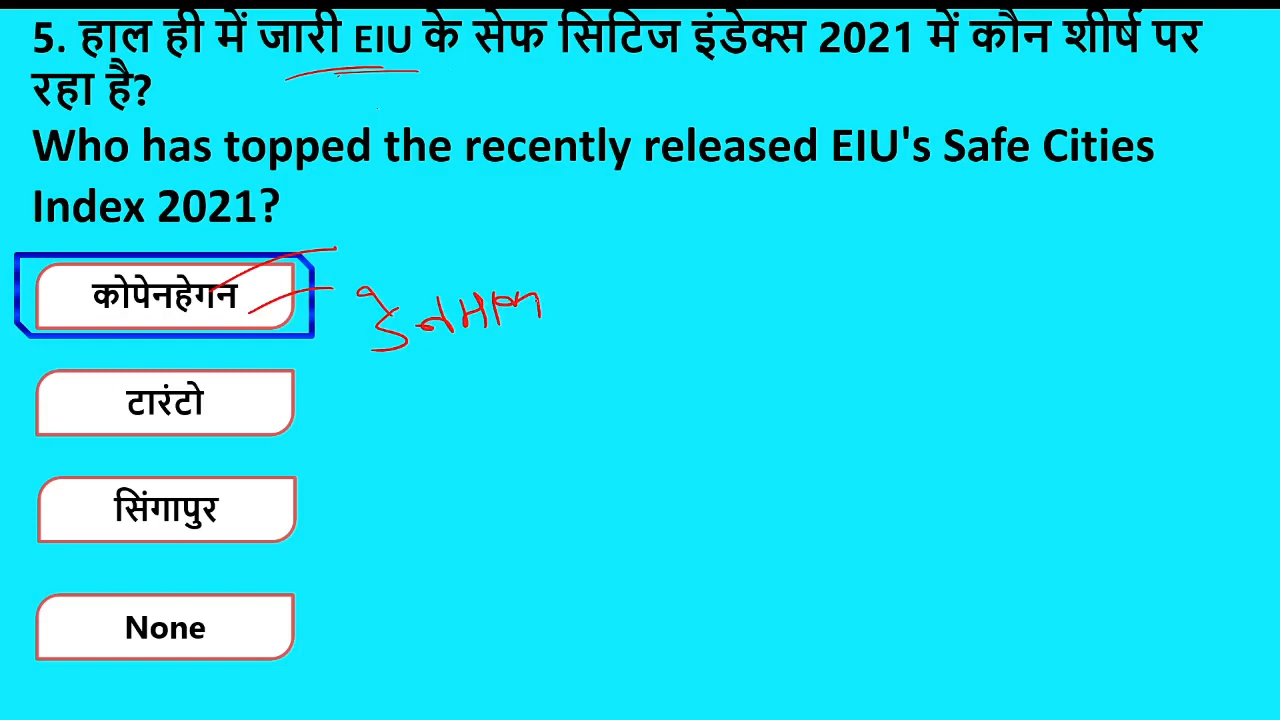 5. हाल ही में जारी EIU के सेफ सिटिज इंडेक्स 2021 में कौन शीर्ष पर
रहा है?
Who has topped the recently released EIU's Safe Cities
Index 2021?
कोपेनहेगन
टारंटो
सिंगापुर
None